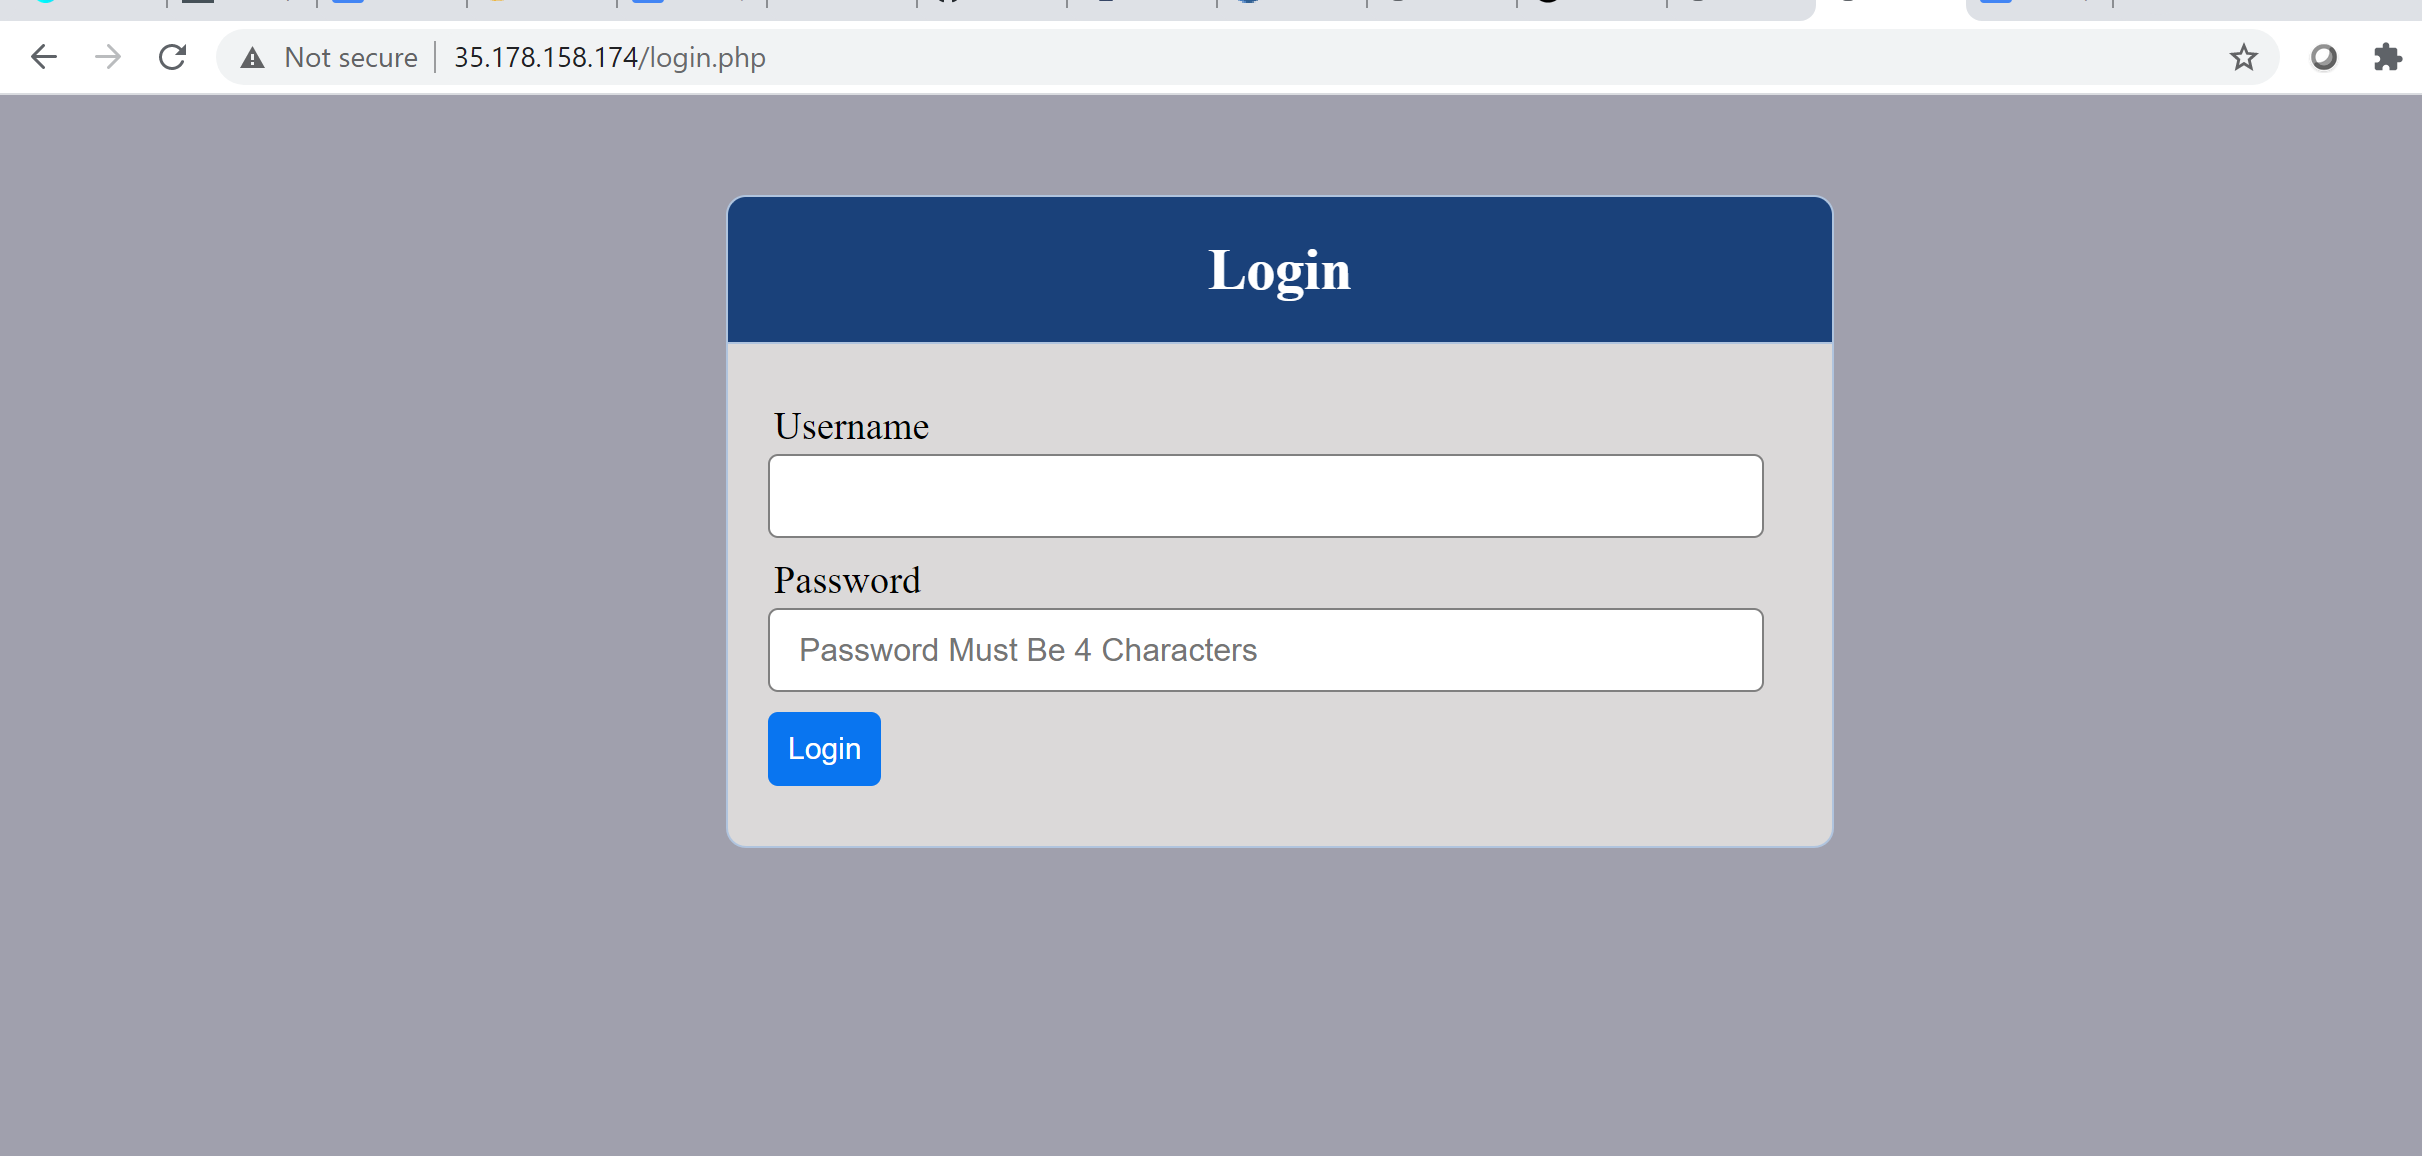 Not secure 35.178.158.174/login.php
Login
Username
Password
Password Must Be 4 Characters
Login